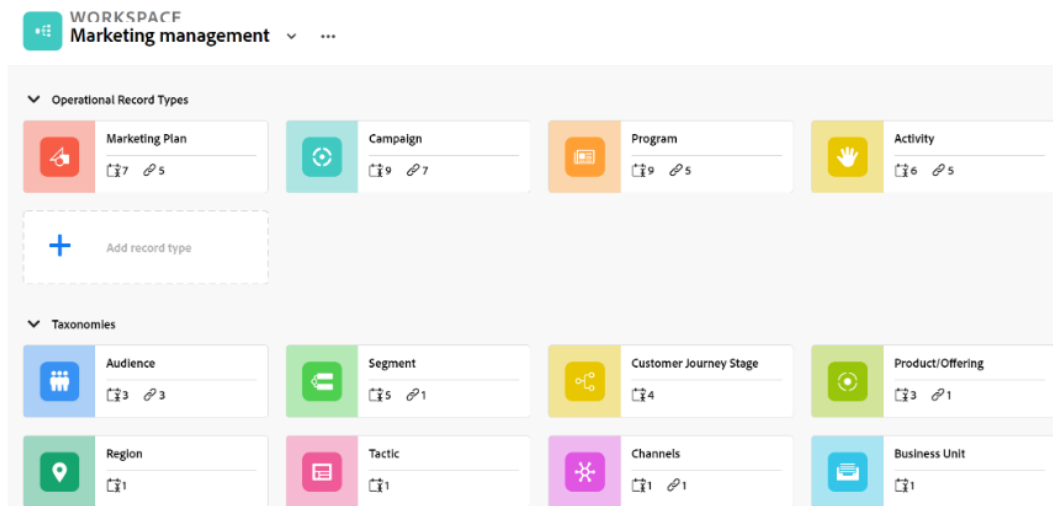 WORKSPACE
Marketing management
Operational Record Types
Marketing Plan
7 5
Campaign
9 7
Program
9 5
Activity
6 5
Add record type
Taxonomies
Audience
3 3
Segment
5 1
Customer Journey Stage
4
Product/Offering
3 1
Region
1
Tactic
1
Channels
1 1
Business Unit
1